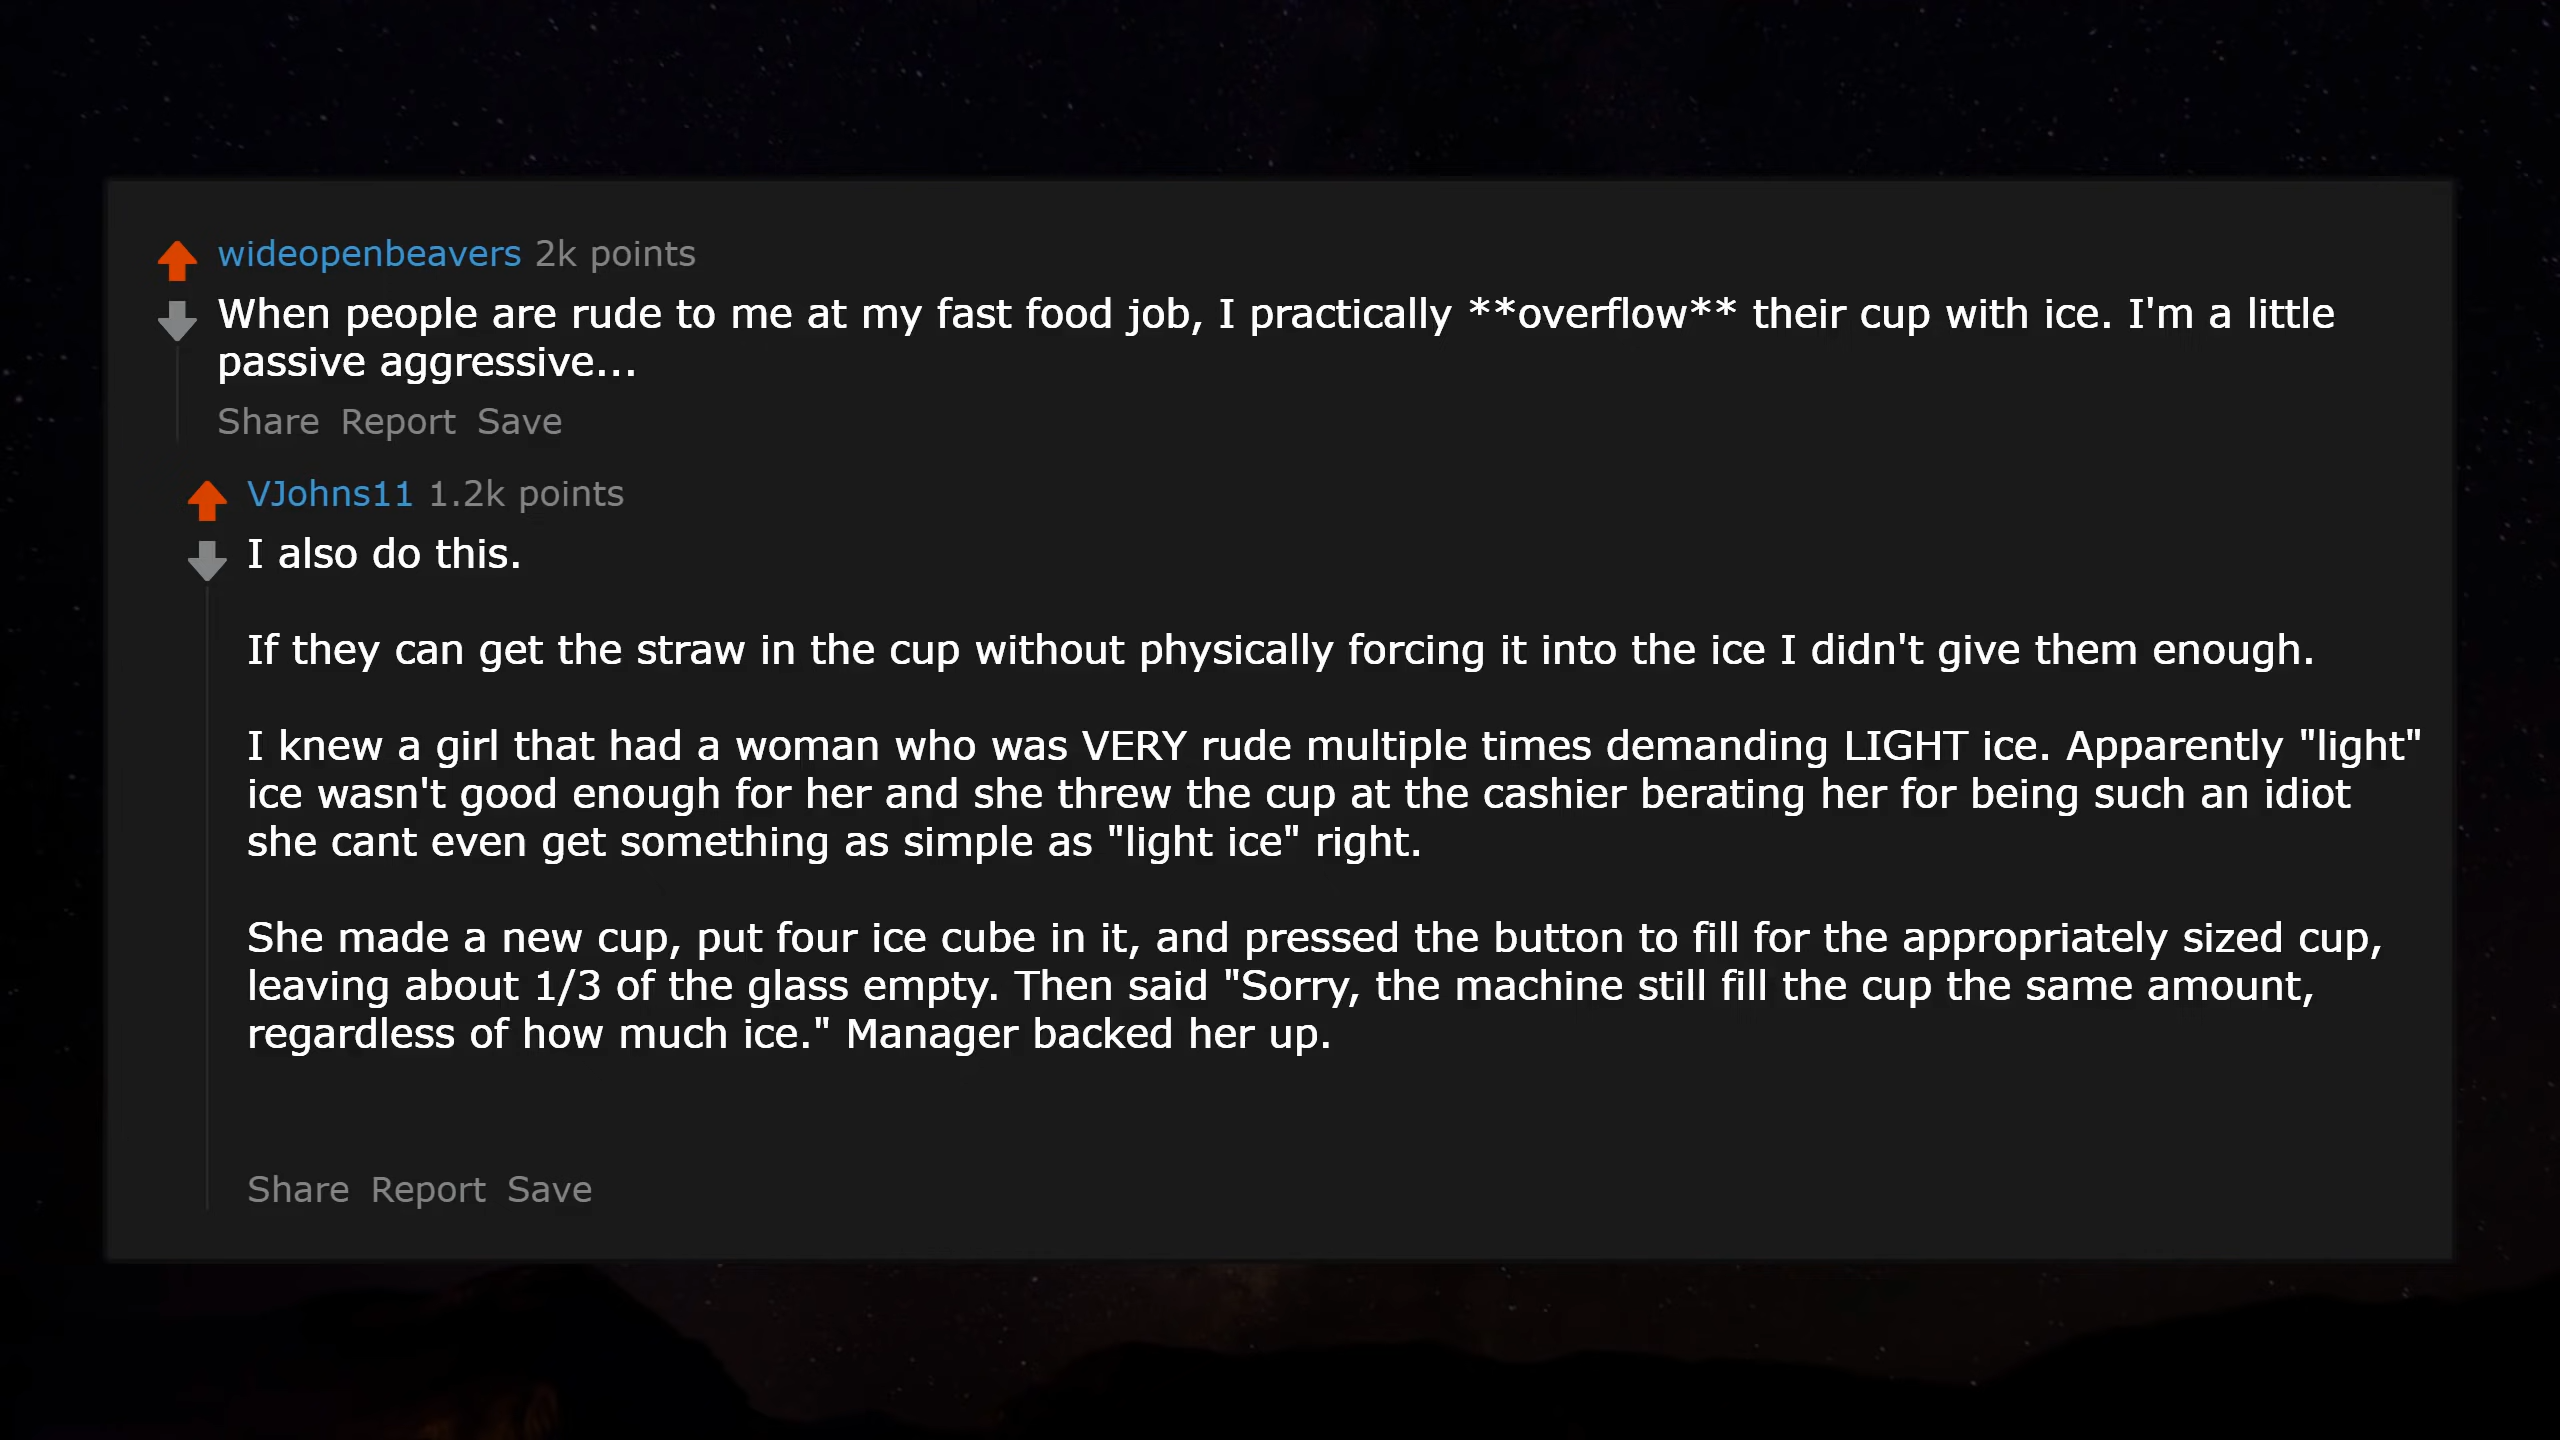 wideopenbeavers 2k points
When people are rude to me at my fast food job, I practically **overflow** their cup with ice. I'm a little
passive aggressive...
Share Report Save
VJohns11 1.2k points
I also do this.
If they can get the straw in the cup without physically forcing it into the ice I didn't give them enough.
I knew a girl that had a woman who was VERY rude multiple times demanding LIGHT ice. Apparently "light"
ice wasn't good enough for her and she threw the cup at the cashier berating her for being such an idiot
she cant even get something as simple as "light ice" right.
She made a new cup, put four ice cube in it, and pressed the button to fill for the appropriately sized cup,
leaving about 1/3 of the glass empty. Then said "Sorry, the machine still fill the cup the same amount,
regardless of how much ice." Manager backed her up.
Share Report Save